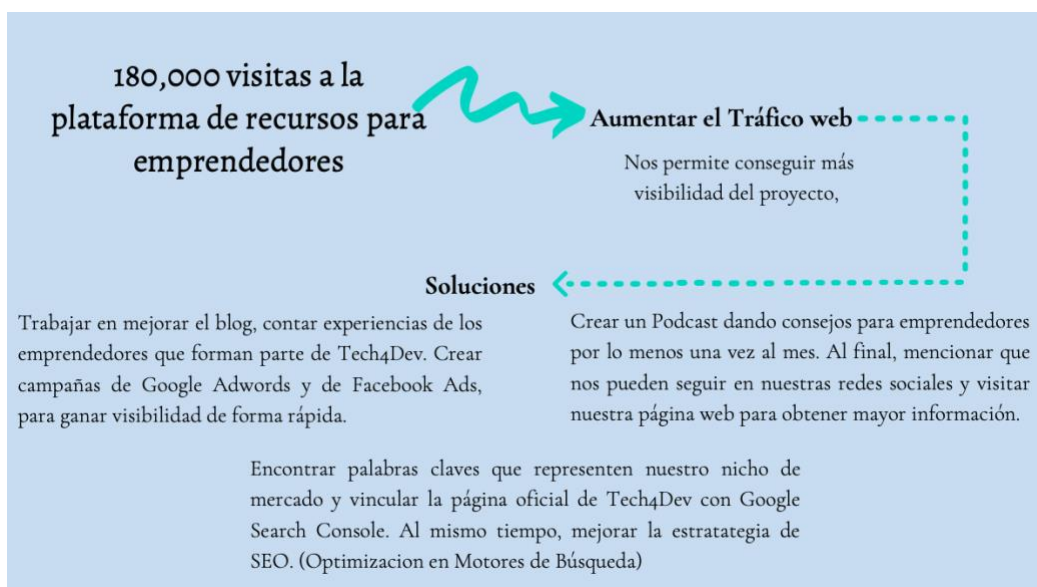 180,000 visitas a la
plataforma de recursos para
emprendedores
Aumentar el Tráfico web
Nos permite conseguir más
visibilidad del proyecto,
Soluciones
Trabajar en mejorar el blog, contar experiencias de los
emprendedores que forman parte de Tech4Dev. Crear
campañas de Google Adwords y de Facebook Ads,
para ganar visibilidad de forma rápida.
Crear un Podcast dando consejos para emprendedores
por lo menos una vez al mes. Al final, mencionar que
nos pueden seguir en nuestras redes sociales y visitar
nuestra página web para obtener mayor información.
Encontrar palabras claves que representen nuestro nicho de
mercado y vincular la página oficial de Tech4Dev con Google
Search Console. Al mismo tiempo, mejorar la estratategia de
SEO. (Optimizacion en Motores de Búsqueda)